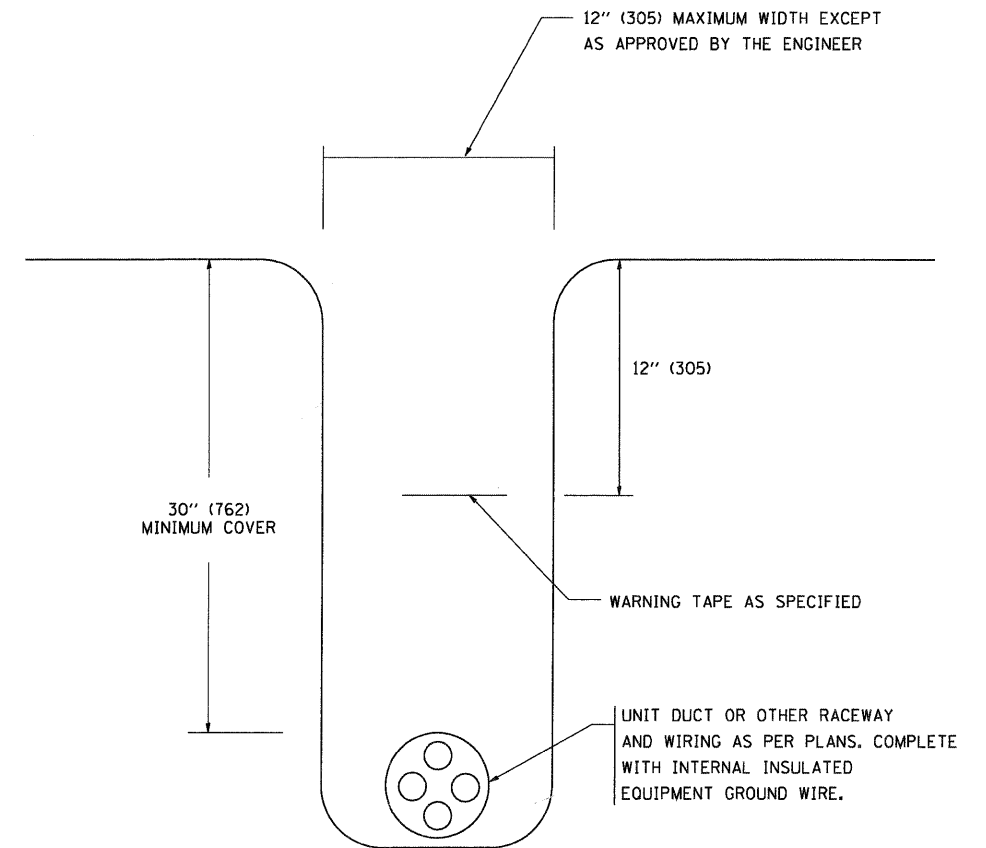 12" (305) MAXIMUM WIDTH EXCEPT
AS APPROVED BY THE ENGINEER
12" (305)
30" (762)
MINIMUM COVER
WARNING TAPE AS SPECIFIED
UNIT DUCT OR OTHER RACEWAY
AND WIRING AS PER PLANS. COMPLETE
WITH INTERNAL INSULATED
EQUIPMENT GROUND WIRE.